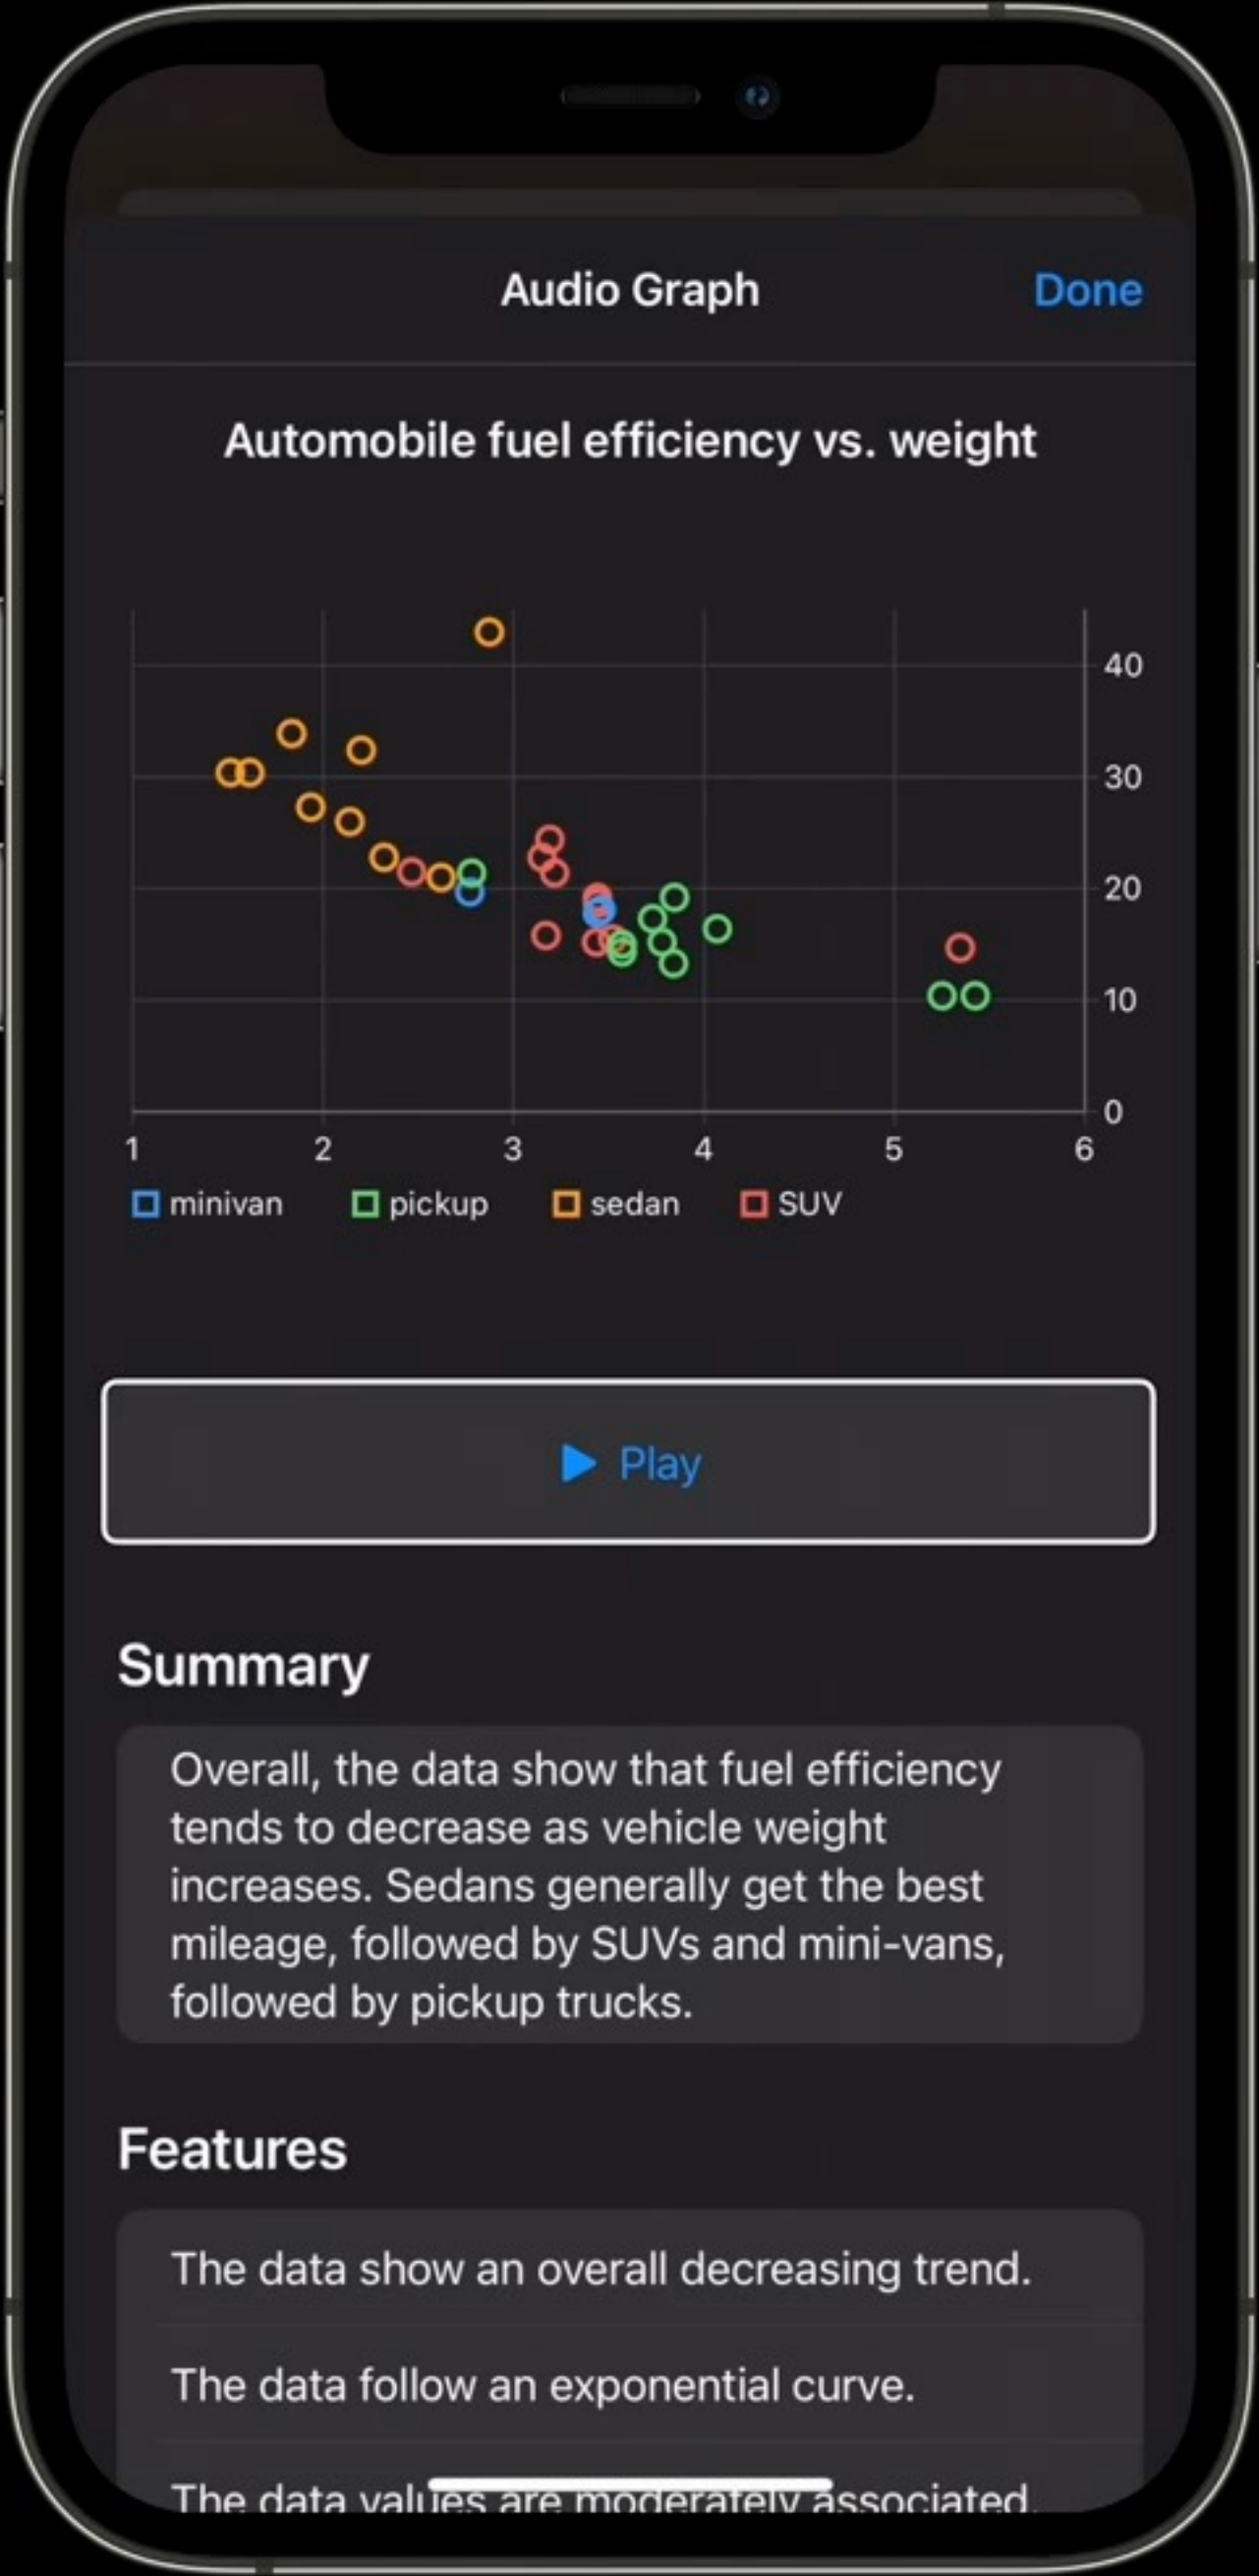 Audio Graph
Done
Automobile fuel efficiency vs. weight
40
30
20
10
0
1 2 3 4 5 6
minivan pickup sedan SUV
Play
Summary
Overall, the data show that fuel efficiency
tends to decrease as vehicle weight
increases. Sedans generally get the best
mileage, followed by SUVs and mini-vans,
followed by pickup trucks.
Features
The data show an overall decreasing trend.
The data follow an exponential curve.
The data values are moderately associated.